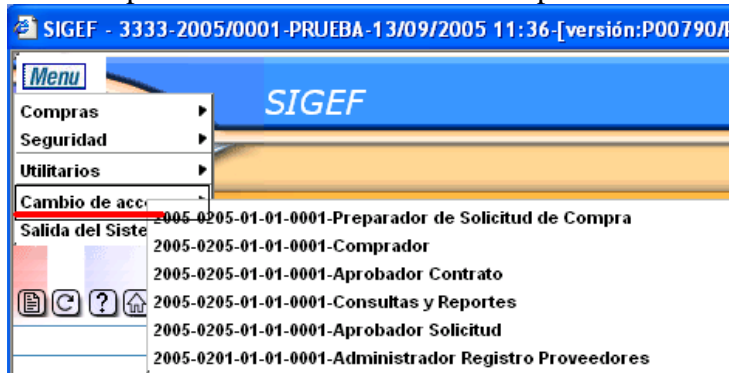 SIGEF - 3333-2005/0001-PRUEBA-13/09/2005 11:36-[versión:P00790/
Menu
SIGEF
Compras
Seguridad
Utilitarios
Cambio de acc
Salida del Siste
2005-0205-01-01-0001-Preparador de Solicitud de Compra
2005-0205-01-01-0001-Comprador
2005-0205-01-01-0001-Aprobador Contrato
2005-0205-01-01-0001-Consultas y Reportes
2005-0205-01-01-0001-Aprobador Solicitud
2005-0201-01-01-0001-Administrador Registro Proveedores